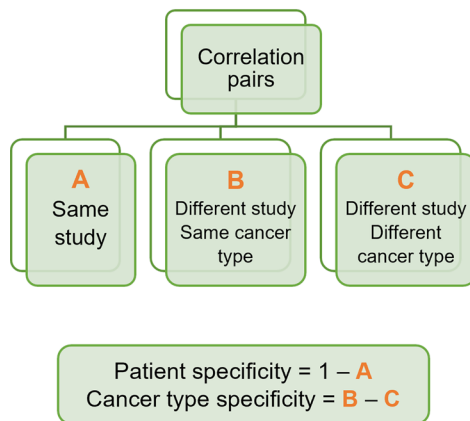 Correlation
pairs
A
Same
study
B
Different study
Same cancer
type
C
Different study
Different
cancer type
Patient specificity = 1 – A
Cancer type specificity = B – C